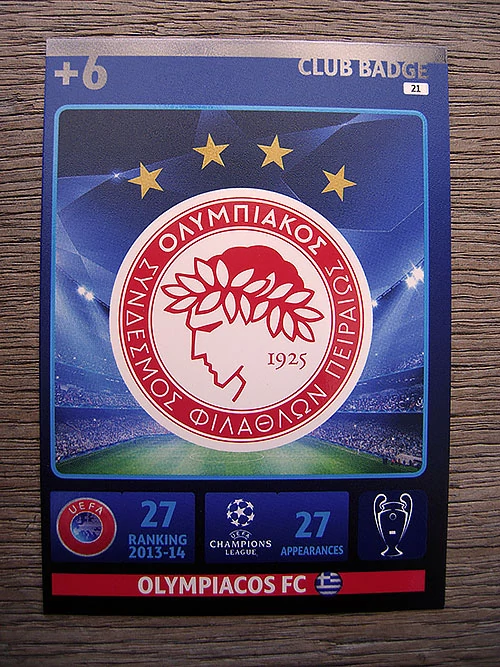 +6
CLUB BADGE
21
ΟΛΥΜΠΙΑΚΟΣ
ΣΥΝΔΕΣΜΟΣ ΦΙΛΑΘΛΩΝ ΠΕΙΡΑΙΩΣ
1925
UEFA
27
RANKING
2013-14
UEFA
CHAMPIONS
LEAGUE
27
APPEARANCES
OLYMPIACOS FC